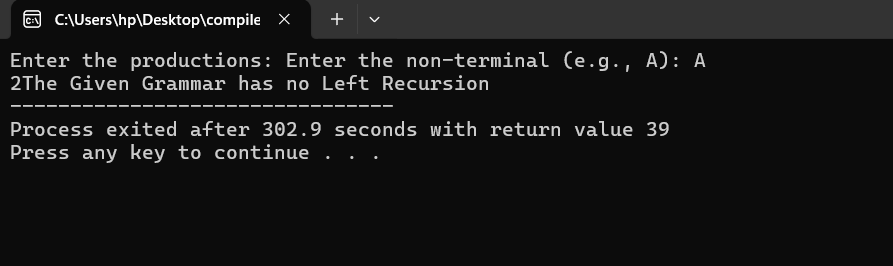 C:\Users\hp\Desktop\compile
Enter the productions: Enter the non-terminal (e.g., A): A
2The Given Grammar has no Left Recursion
--------------------------------
Process exited after 302.9 seconds with return value 39
Press any key to continue . . .